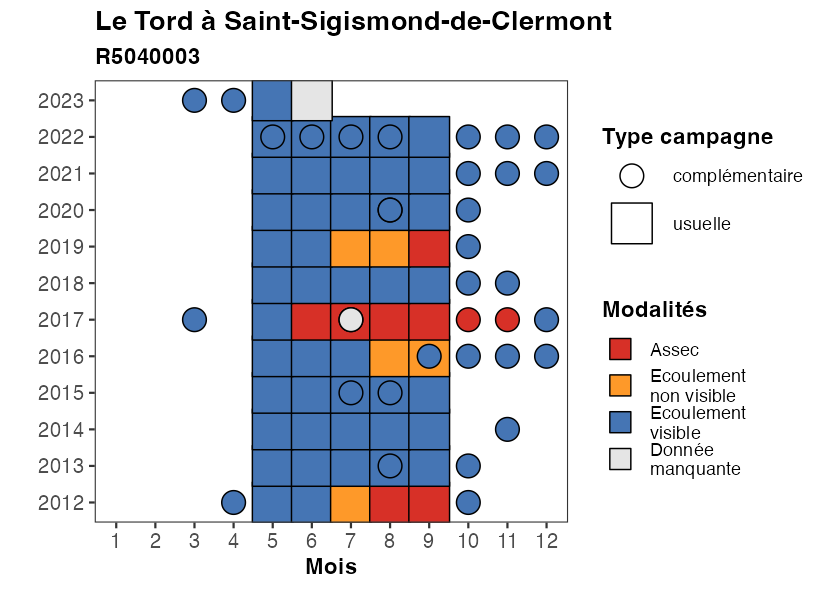 Le Tord à Saint-Sigismond-de-Clermont
R5040003
2023
2022
2021
2020
2019
2018
2017
2016
2015
2014
2013
2012
1 2 3 4 5 6 7 8 9 10 11 12
Mois
Type campagne
complémentaire
usuelle
Modalités
Assec
Ecoulement
non visible
Ecoulement
visible
Donnée
manquante